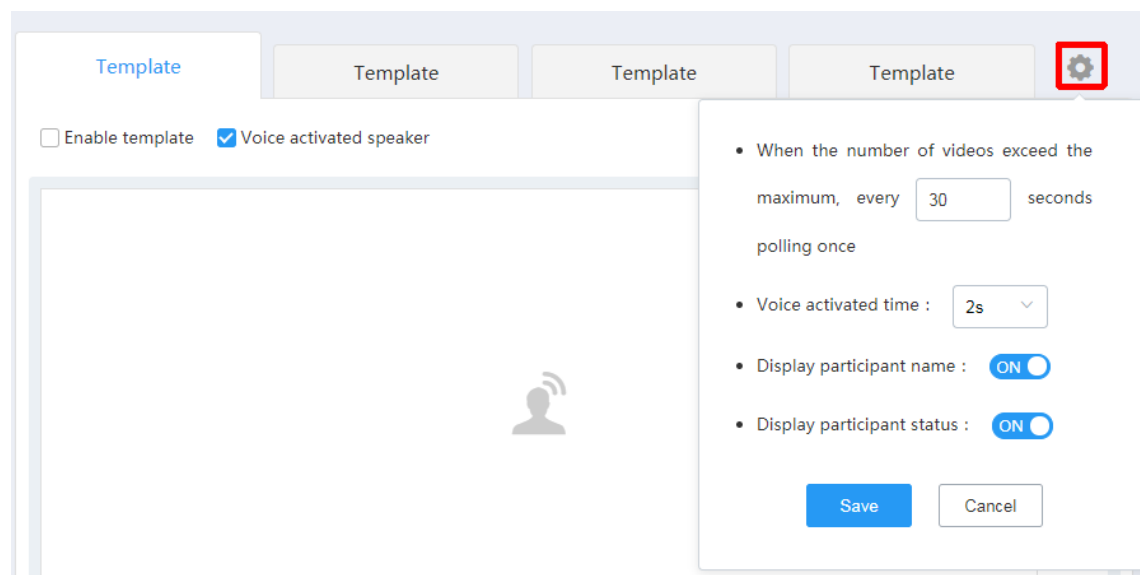 Template
Template
Template
Template
Enable template
Voice activated speaker
• When the number of videos exceed the
maximum, every 30 seconds
polling once
• Voice activated time : 2s
• Display participant name : ON
• Display participant status : ON
Save
Cancel